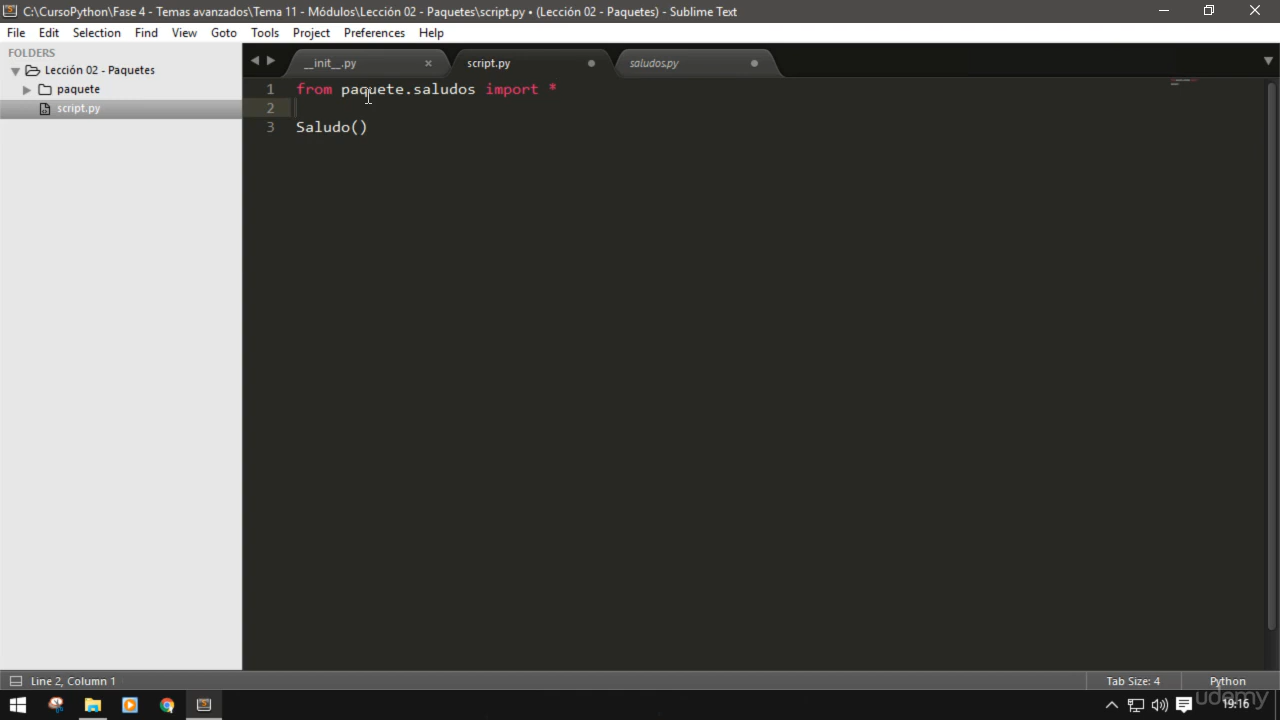 C:\CursoPython\Fase 4 - Temas avanzados\Tema 11 - Módulos\Lección 02 - Paquetes\script.py • (Lección 02 - Paquetes) - Sublime Text
File Edit Selection Find View Goto Tools Project Preferences Help
FOLDERS
Lección 02 - Paquetes
paquete
script.py
__init__.py script.py saludos.py
1 from paquete.saludos import *
2
3 Saludo()
Line 2, Column 1 Tab Size: 4 Python
19:16
udemy